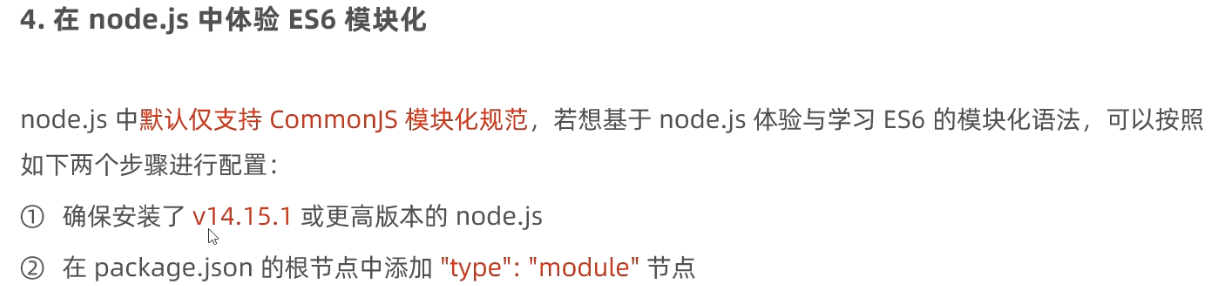 4. 在 node.js 中体验 ES6 模块化
node.js 中默认仅支持 CommonJS 模块化规范，若想基于 node.js 体验与学习 ES6 的模块化语法，可以按照
如下两个步骤进行配置：
① 确保安装了 v14.15.1 或更高版本的 node.js
② 在 package.json 的根节点中添加 "type": "module" 节点